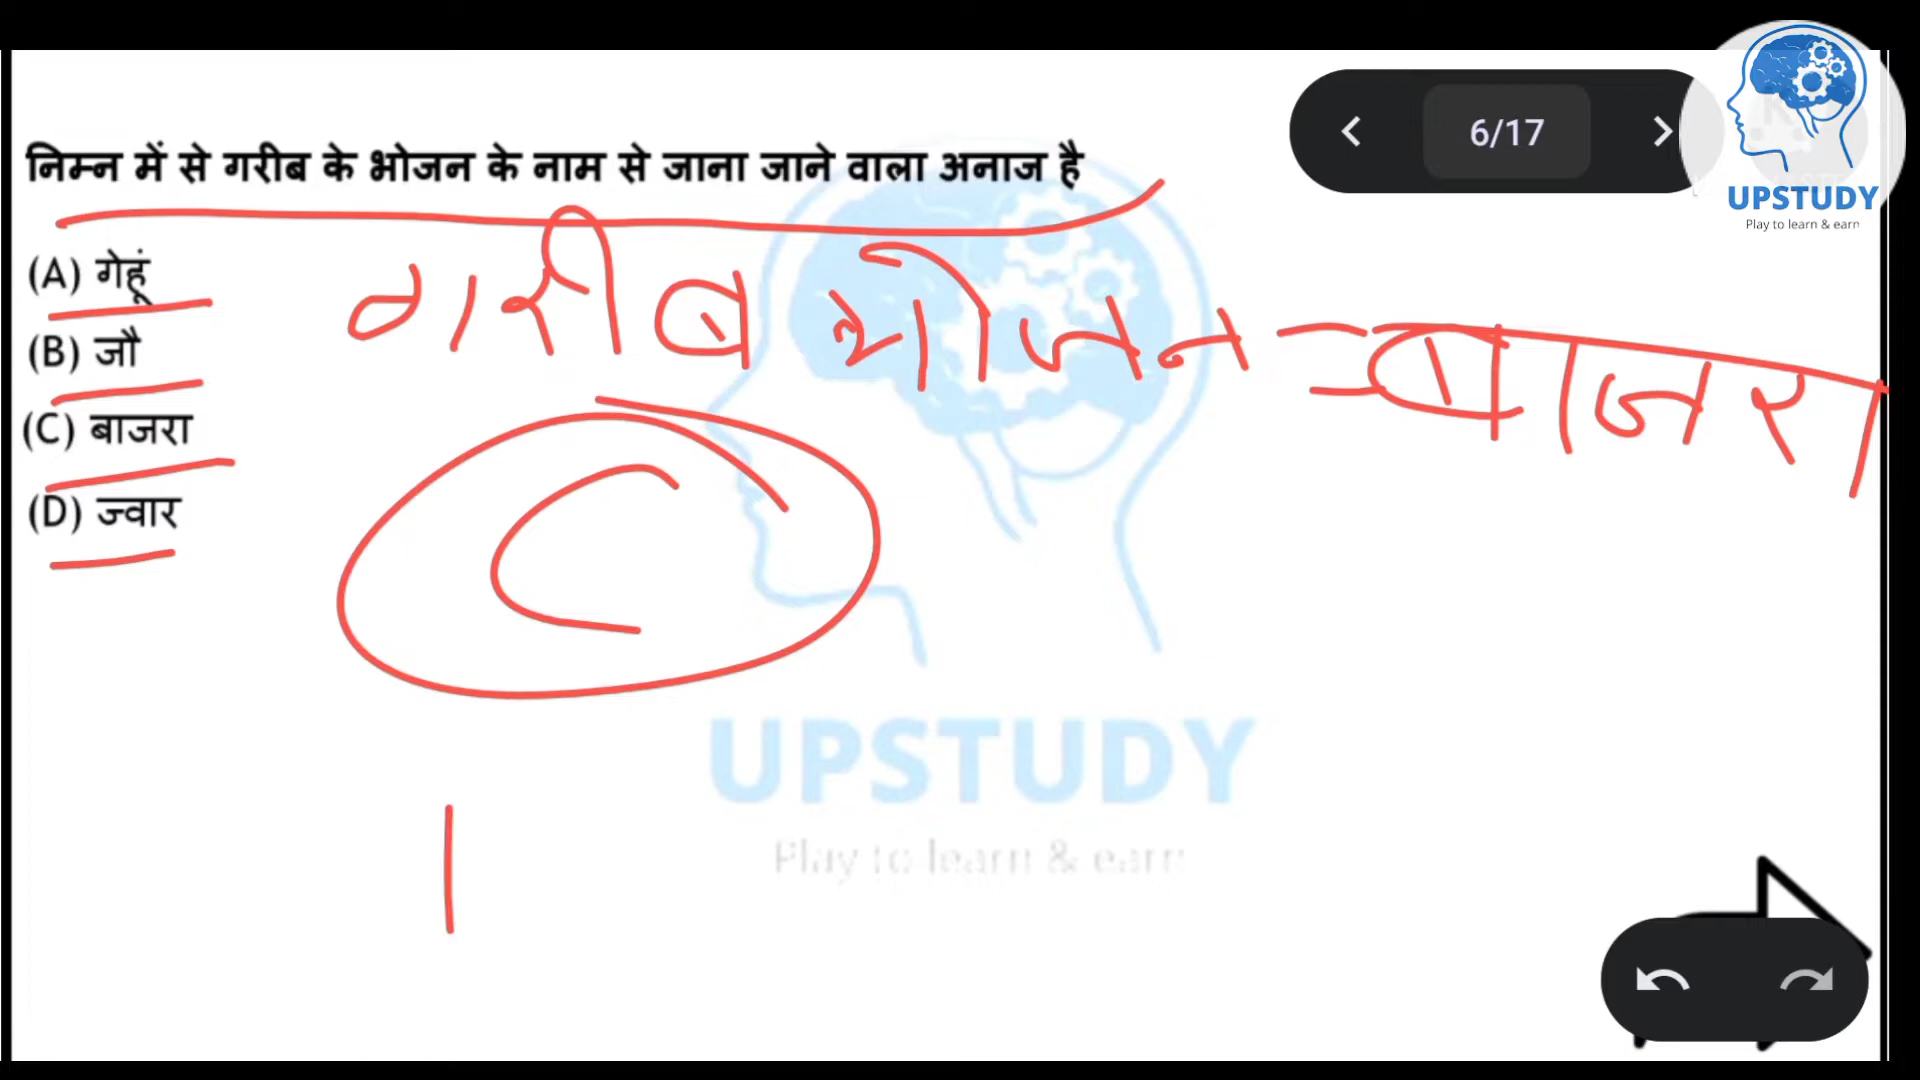 निम्न में से गरीब के भोजन के नाम से जाना जाने वाला अनाज है
6/17
UPSTUDY
Play to learn & earn
(A) गेहूं
(B) जौ
(C) बाजरा
(D) ज्वार
गरीब भोजन = बाजरा
C
UPSTUDY
Play to learn & earn